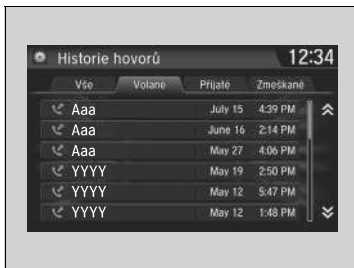 Historie hovorů 12:34
Vše Volané Přijaté Zmeškané
Aaa July 15 4:39 PM
Aaa June 16 2:14 PM
Aaa May 27 4:06 PM
YYYY May 19 2:50 PM
YYYY May 12 5:47 PM
YYYY May 12 1:48 PM